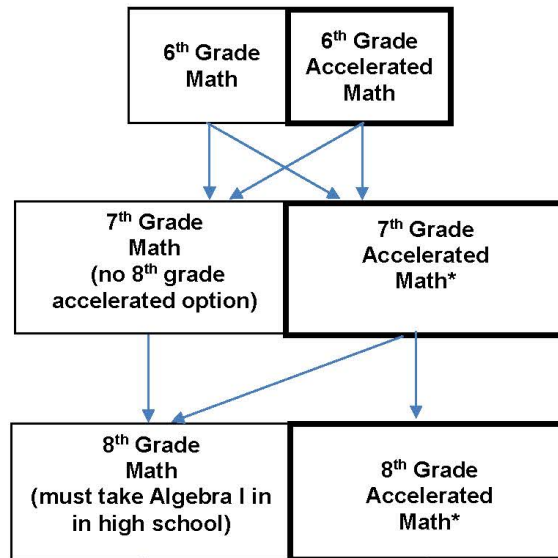 6th Grade
Math
6th Grade
Accelerated
Math
7th Grade
Math
(no 8th grade
accelerated option)
7th Grade
Accelerated
Math*
8th Grade
Math
(must take Algebra I in
in high school)
8th Grade
Accelerated
Math*